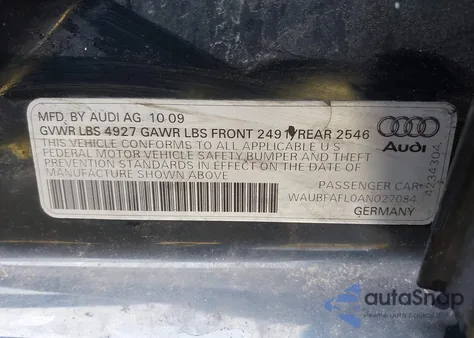 MFD. BY AUDI AG 10 09
GVWR LBS 4927 GAWR LBS FRONT 2491/REAR 2546
THIS VEHICLE CONFORMS TO ALL APPLICABLE U.S
FEDERAL MOTOR VEHICLE SAFETY,BUMPER AND THEFT
PREVENTION STANDARDS IN EFFECT ON THE DATE OF
MANUFACTURE SHOWN ABOVE
PASSENGER CAR
WAUBFAFL0AN027084
GERMANY
Audi
4234304
autoSnap